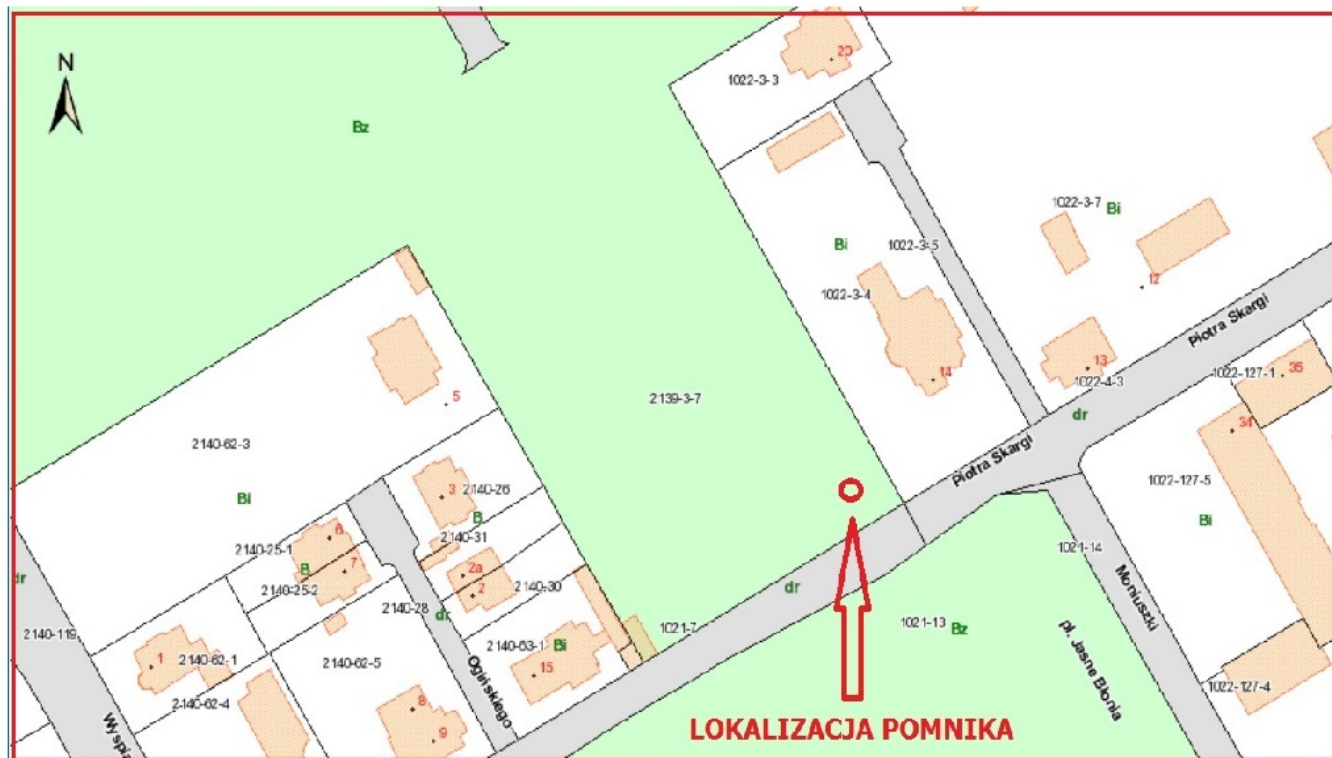 N
Bz
20
1022-3-3
1022-3-7
Bi
Bi
1022-3-5
1022-3-4
12
Piotra Skargi
14
13
1022-4-3
1022-127-1
35
dr
34
5
2139-3-7
2140-62-3
Bi
3
2140-26
B
2140-31
Piotra Skargi
1022-127-5
Bi
6
2140-25-1
B
7
2140-25-2
2a
2
2140-30
2140-28
dr
dr
dr
1021-14
Moniuszki
2140-119
1021-7
1021-13
Bz
pl. Jasne Błonia
1
2140-62-1
2140-62-5
2140-63-1
Bi
15
Ogińskiego
2140-62-4
8
9
1022-127-4
Wyspia
LOKALIZACJA POMNIKA